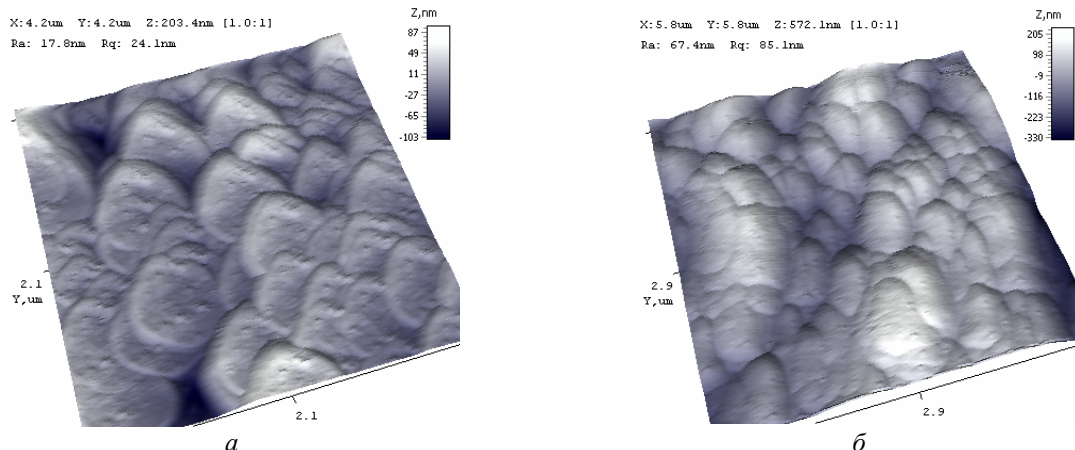 X:4.2um Y:4.2um Z:203.4nm [1.0:1]
Ra: 17.8nm Rq: 24.1nm
Z,nm
87
49
11
-27
-65
-103
2.1
Y,um
2.1
а
X:5.8um Y:5.8um Z:572.1nm [1.0:1]
Ra: 67.4nm Rq: 85.1nm
Z,nm
205
98
-9
-116
-223
-330
2.9
Y,um
2.9
б